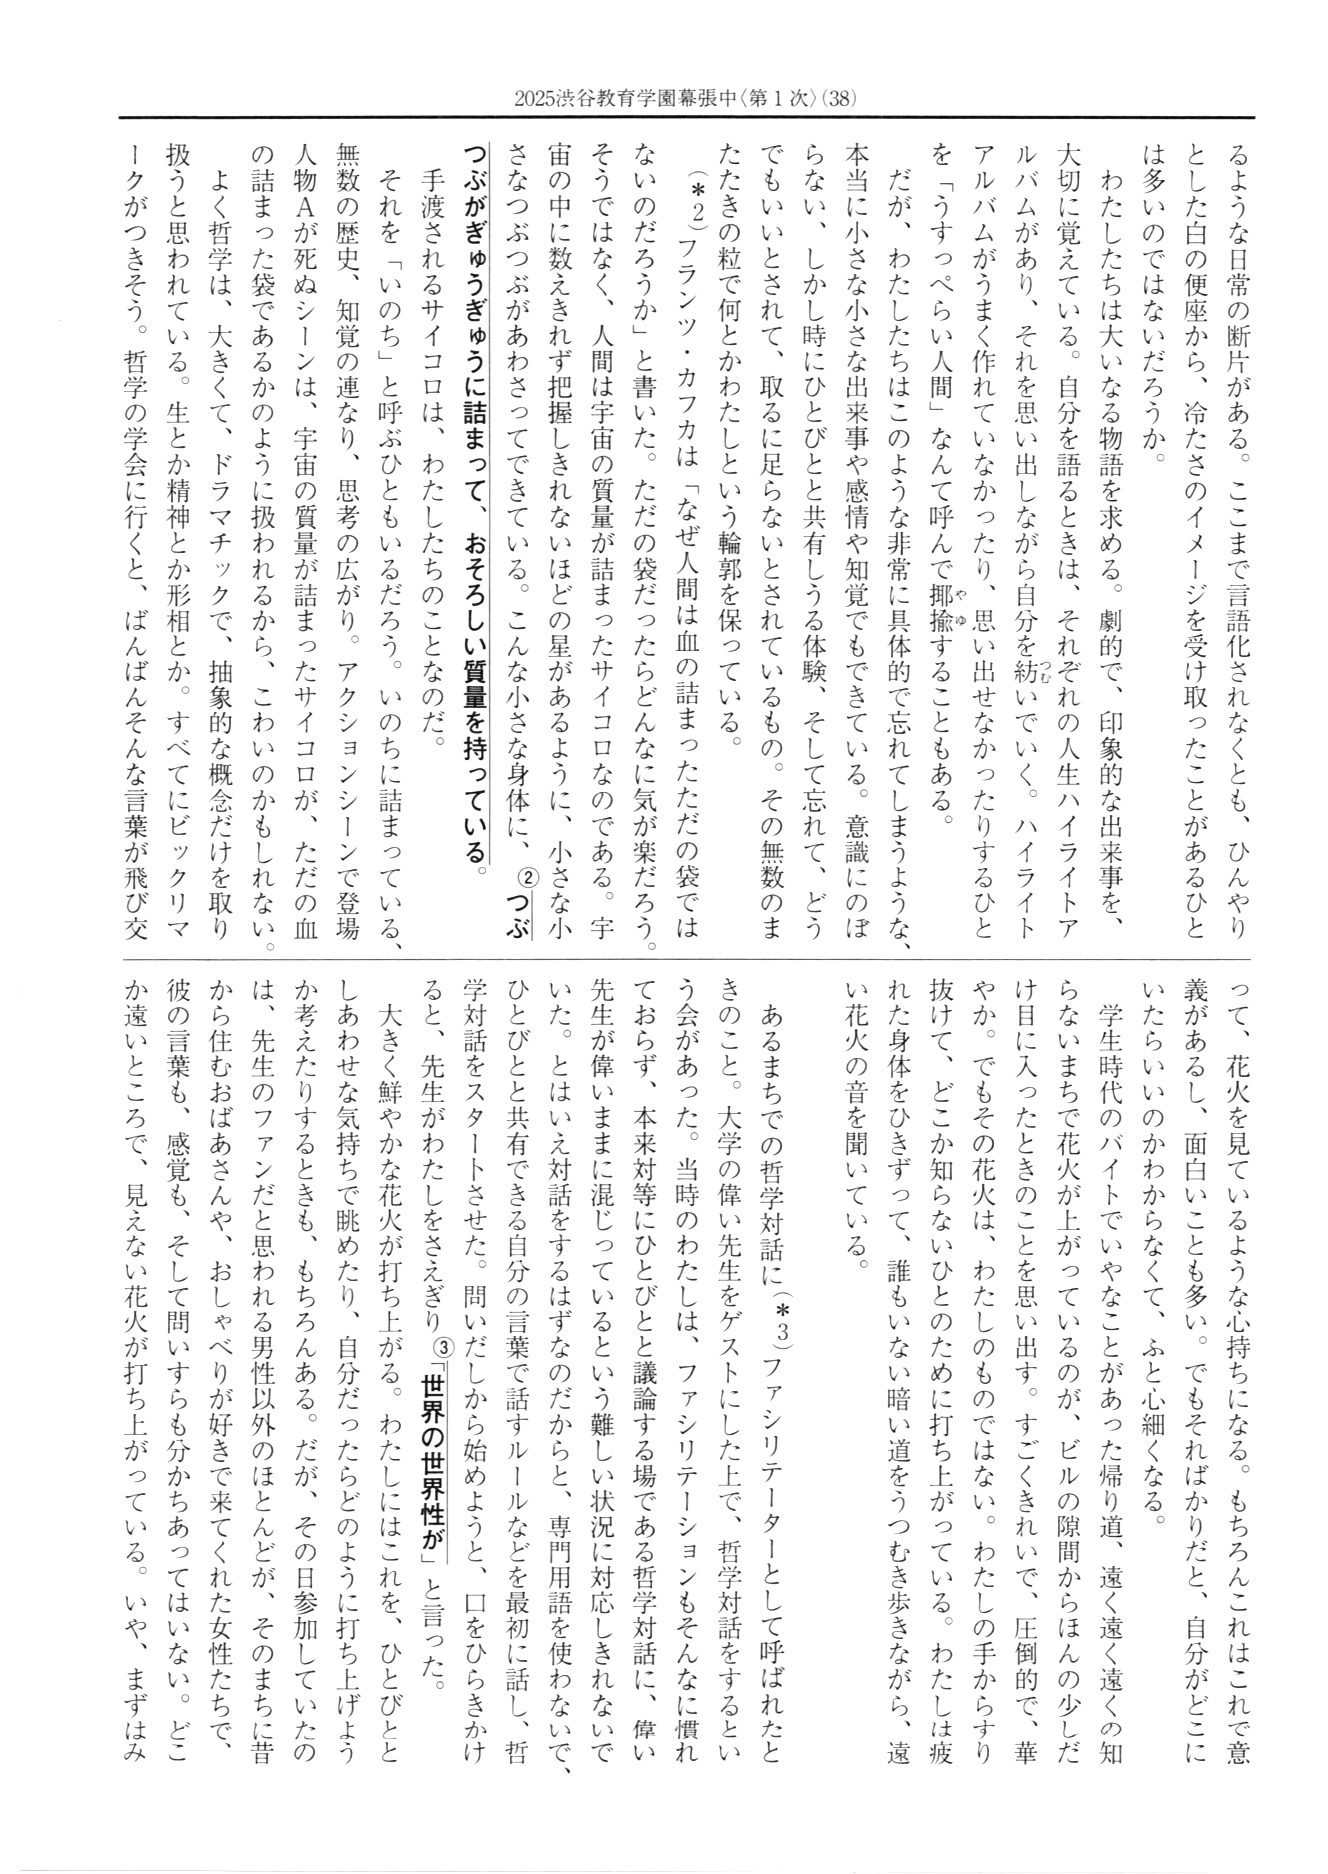 2025渋谷教育学園幕張中〈第1次〉(38)
るような日常の断片がある。ここまで言語化されなくとも、ひんやり
とした白の便座から、冷たさのイメージを受け取ったことがあるひと
は多いのではないだろうか。
わたしたちは大いなる物語を求める。劇的で、印象的な出来事を、
大切に覚えている。自分を語るときは、それぞれの人生ハイライトア
ルバムがあり、それを思い出しながら自分を紡いでいく。ハイライト
つむ
アルバムがうまく作れていなかったり、思い出せなかったりするひと
を「うすっぺらい人間」なんて呼んで揶揄することもある。
やゆ
だが、わたしたちはこのような非常に具体的で忘れてしまうような、
本当に小さな小さな出来事や感情や知覚でもできている。意識にのぼ
らない、しかし時にひとびとと共有しうる体験、そして忘れて、どう
でもいいとされて、取るに足らないとされているもの。その無数のま
たたきの粒で何とかわたしという輪郭を保っている。
(＊2)フランツ・カフカは「なぜ人間は血の詰まったただの袋では
ないのだろうか」と書いた。ただの袋だったらどんなに気が楽だろう。
そうではなく、人間は宇宙の質量が詰まったサイコロなのである。宇
宙の中に数えきれず把握しきれないほどの星があるように、小さな小
さなつぶつぶがあわさってできている。こんな小さな身体に、②つぶ
つぶがぎゅうぎゅうに詰まって、おそろしい質量を持っている。
手渡されるサイコロは、わたしたちのことなのだ。
それを「いのち」と呼ぶひともいるだろう。いのちに詰まっている、
無数の歴史、知覚の連なり、思考の広がり。アクションシーンで登場
人物Aが死ぬシーンは、宇宙の質量が詰まったサイコロが、ただの血
の詰まった袋であるかのように扱われるから、こわいのかもしれない。
よく哲学は、大きくて、ドラマチックで、抽象的な概念だけを取り
扱うと思われている。生とか精神とか形相とか。すべてにビックリマ
ークがつきそう。哲学の学会に行くと、ばんばんそんな言葉が飛び交
って、花火を見ているような心持ちになる。もちろんこれはこれで意
義があるし、面白いことも多い。でもそればかりだと、自分がどこに
いたらいいのかわからなくて、ふと心細くなる。
学生時代のバイトでいやなことがあった帰り道、遠く遠く遠くの知
らないまちで花火が上がっているのが、ビルの隙間からほんの少しだ
け目に入ったときのことを思い出す。すごくきれいで、圧倒的で、華
やか。でもその花火は、わたしのものではない。わたしの手からすり
抜けて、どこか知らないひとのために打ち上がっている。わたしは疲
れた身体をひきずって、誰もいない暗い道をうつむき歩きながら、遠
い花火の音を聞いている。
あるまちでの哲学対話に(＊3)ファシリテーターとして呼ばれたと
きのこと。大学の偉い先生をゲストにした上で、哲学対話をするとい
う会があった。当時のわたしは、ファシリテーションもそんなに慣れ
ておらず、本来対等にひとびとと議論する場である哲学対話に、偉い
先生が偉いままに混じっているという難しい状況に対応しきれないで
いた。とはいえ対話をするはずなのだからと、専門用語を使わないで、
ひとびとと共有できる自分の言葉で話すルールなどを最初に話し、哲
学対話をスタートさせた。問いだしから始めようと、口をひらきかけ
ると、先生がわたしをさえぎり③「世界の世界性が」と言った。
大きく鮮やかな花火が打ち上がる。わたしにはこれを、ひとびとと
しあわせな気持ちで眺めたり、自分だったらどのように打ち上げよう
か考えたりするときも、もちろんある。だが、その日参加していたの
は、先生のファンだと思われる男性以外のほとんどが、そのまちに昔
から住むおばあさんや、おしゃべりが好きで来てくれた女性たちで、
彼の言葉も、感覚も、そして問いすらも分かちあってはいない。どこ
か遠いところで、見えない花火が打ち上がっている。いや、まずはみ